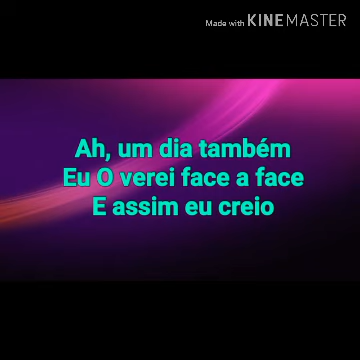 Made with KINEMASTER
Ah, um dia também
Eu O verei face a face
E assim eu creio